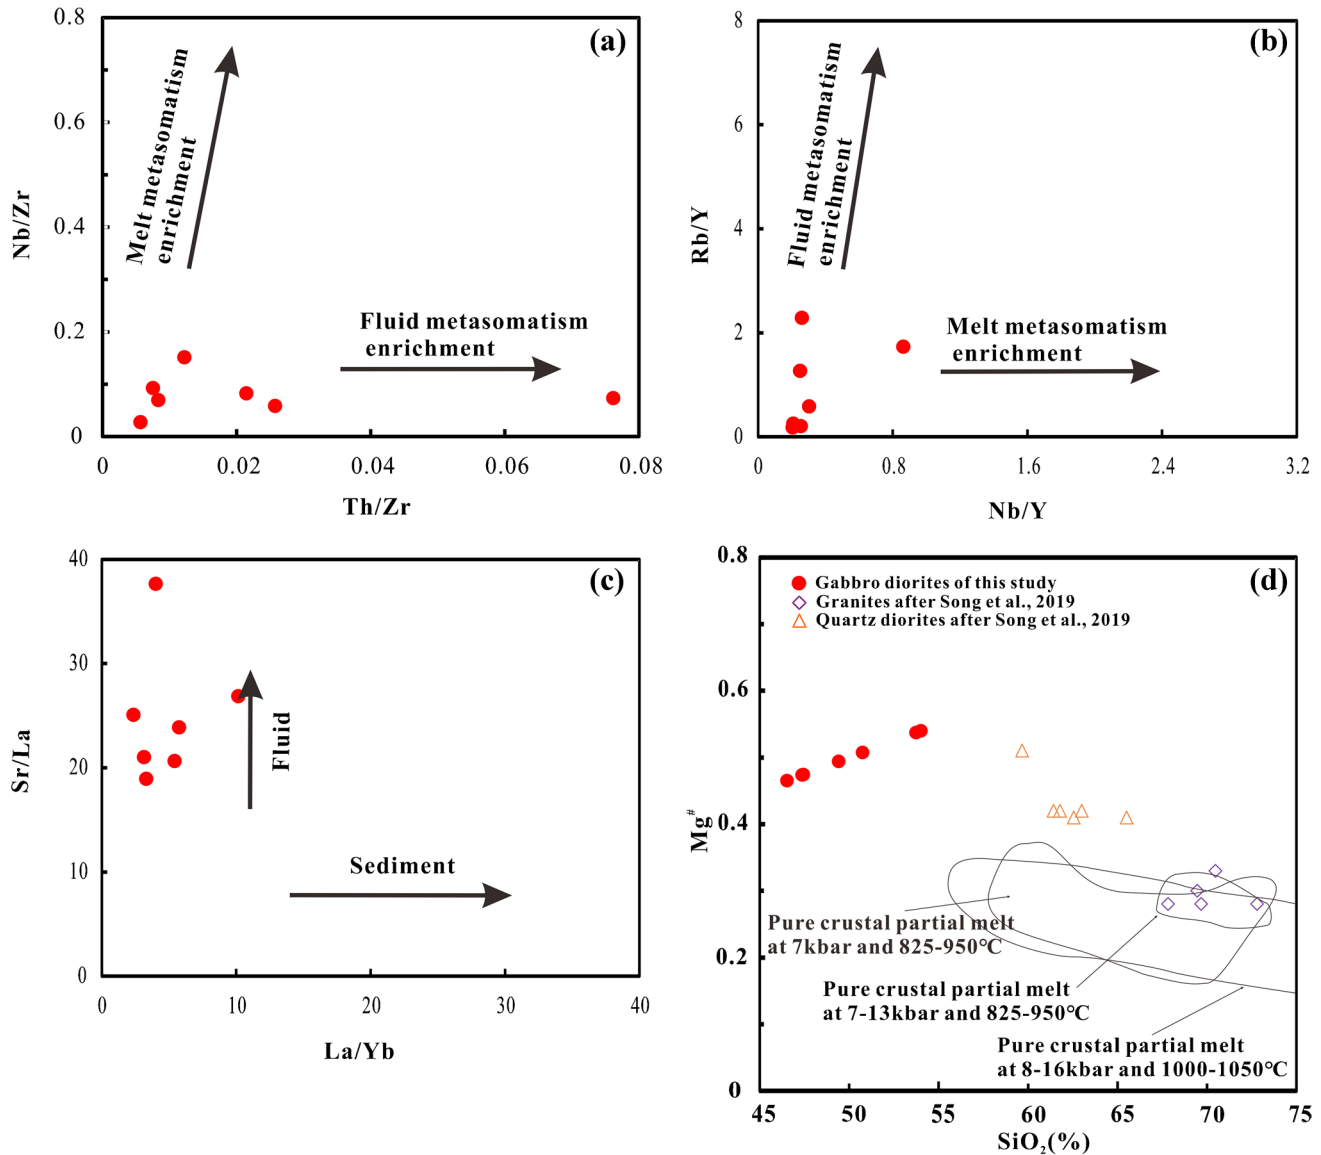 (a)
0.8
0.6
0.4
0.2
0
Nb/Zr
Melt metasomatism
enrichment
Fluid metasomatism
enrichment
0
0.02
0.04
0.06
0.08
Th/Zr
(b)
8
6
4
2
0
Rb/Y
Fluid metasomatism
enrichment
Melt metasomatism
enrichment
0
0.8
1.6
2.4
3.2
Nb/Y
(c)
40
30
20
10
0
Sr/La
Fluid
Sediment
0
10
20
30
40
La/Yb
(d)
0.8
0.6
0.4
0.2
0
Mg#
Gabbro diorites of this study
Granites after Song et al., 2019
Quartz diorites after Song et al., 2019
Pure crustal partial melt
at 7kbar and 825-950℃
Pure crustal partial melt
at 7-13kbar and 825-950℃
Pure crustal partial melt
at 8-16kbar and 1000-1050℃
45
50
55
60
65
70
75
SiO₂(%)